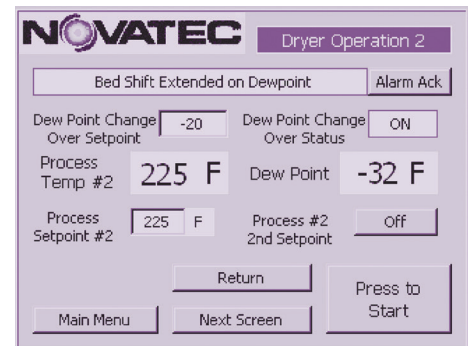 NOVATEC
Dryer Operation 2
Bed Shift Extended on Dewpoint
Alarm Ack
Dew Point Change
Over Setpoint
-20
Dew Point Change
Over Status
ON
Process
Temp #2
225 F
Dew Point
-32 F
Process
Setpoint #2
225 F
Process #2
2nd Setpoint
Off
Return
Press to
Start
Main Menu
Next Screen